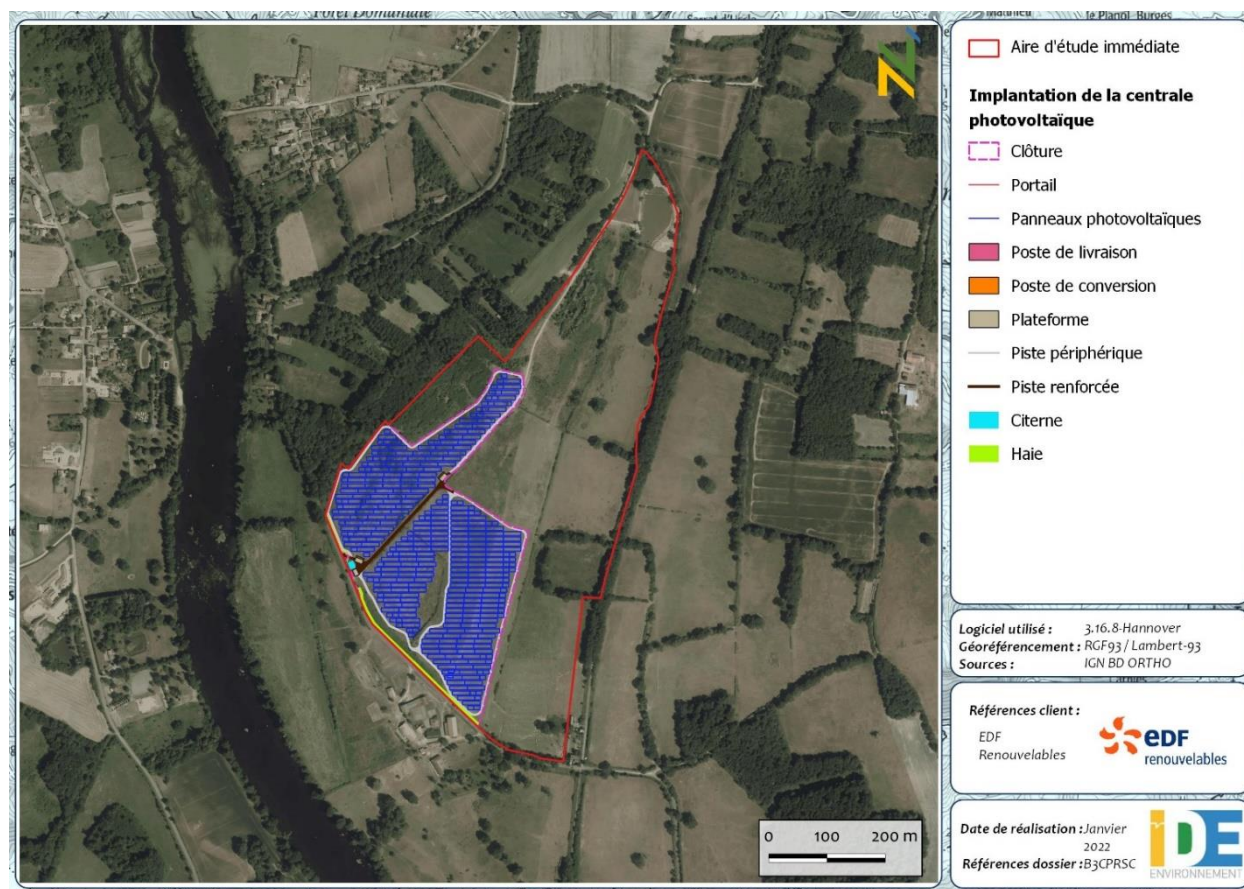 Forêt Domaniale
Aire d'étude immédiate
Implantation de la centrale
photovoltaïque
Clôture
Portail
Panneaux photovoltaïques
Poste de livraison
Poste de conversion
Plateforme
Piste périphérique
Piste renforcée
Citerne
Haie
Logiciel utilisé : 3.16.8-Hannover
Géoréférencement : RGF93 / Lambert-93
Sources : IGN BD ORTHO
Références client :
EDF
Renouvelables
edf
renouvelables
Date de réalisation : Janvier
2022
Références dossier : B3CPRSC
iDE
ENVIRONNEMENT
N
0 100 200 m